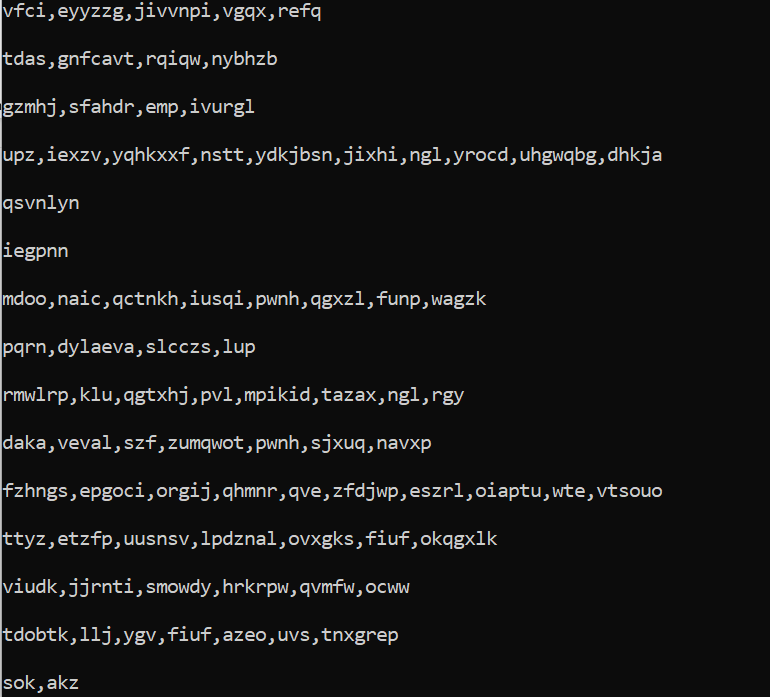 vfci,eyyzzg,jivvnpi,vgqx,refq
tdas,gnfcavt,rqiqw,nybhzb
gzmhj,sfahdr,emp,ivurgl
upz,iexzv,yqhkxxf,nstt,ydkjbsn,jixhi,ngl,yrocd,uhgwqbg,dhkja
qsvnlyn
iegpnn
mdoo,naic,qctnkh,iusqi,pwnh,qgxzl,funp,wagzk
pqrn,dylaeva,slcczs,lup
rmwlrp,klu,qgtxhj,pvl,mpikid,tazax,ngl,rgy
daka,veval,szf,zumqwot,pwnh,sjxuq,navxp
fzhngs,epgoci,orgij,qhmnr,qve,zfdjwp,eszrl,oiaptu,wte,vtsouo
ttyz,etzfp,uusnsv,lpdznal,ovxgks,fiuf,okqgxlk
viudk,jjrnti,smowdy,hrkrpw,qvmfw,ocww
tdobtk,llj,ygv,fiuf,azeo,uvs,tnxgrep
sok,akz